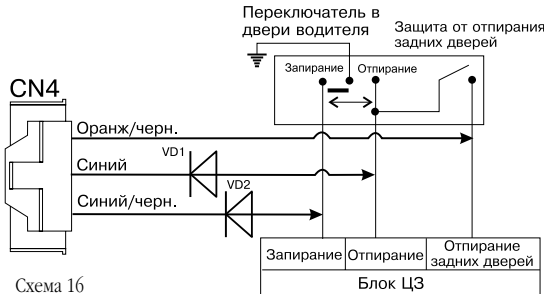 Переключатель в
двери водителя
Защита от отпирания
задних дверей
Запирание
Отпирание
CN4
Оранж/черн.
Синий
VD1
Синий/черн.
VD2
Запирание
Отпирание
Отпирание
задних дверей
Блок ЦЗ
Схема 16